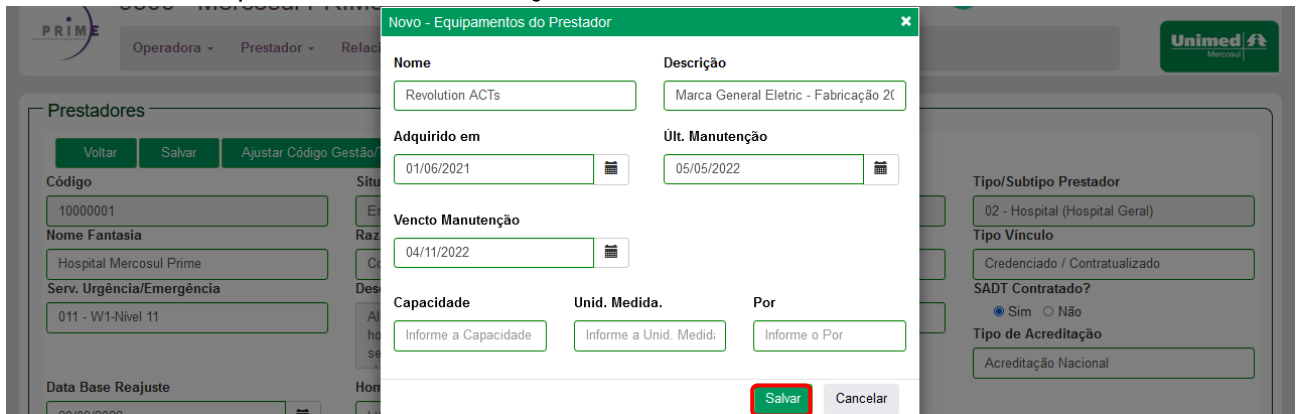 Novo - Equipamentos do Prestador
PRIME
Operadora
Prestador
Unimed
Mercosul
Nome
Descrição
Revolution ACTs
Marca General Eletric - Fabricação
Prestadores
Adquirido em
Últ. Manutenção
Voltar
Salvar
Ajustar Código
01/06/2021
05/05/2022
Código
Tipo/Subtipo Prestador
10000001
02 - Hospital (Hospital Geral)
Vencto Manutenção
Nome Fantasia
Tipo Vínculo
04/11/2022
Hospital Mercosul Prime
Credenciado / Contratualizado
Serv. Urgência/Emergência
SADT Contratado?
Capacidade
Unid. Medida.
Por
011 - W1-Nível 11
Sim
Não
Informe a Capacidade
Informe a Unid.
Informe o Por
Tipo de Acreditação
Acreditação Nacional
Data Base Reajuste
Salvar
Cancelar